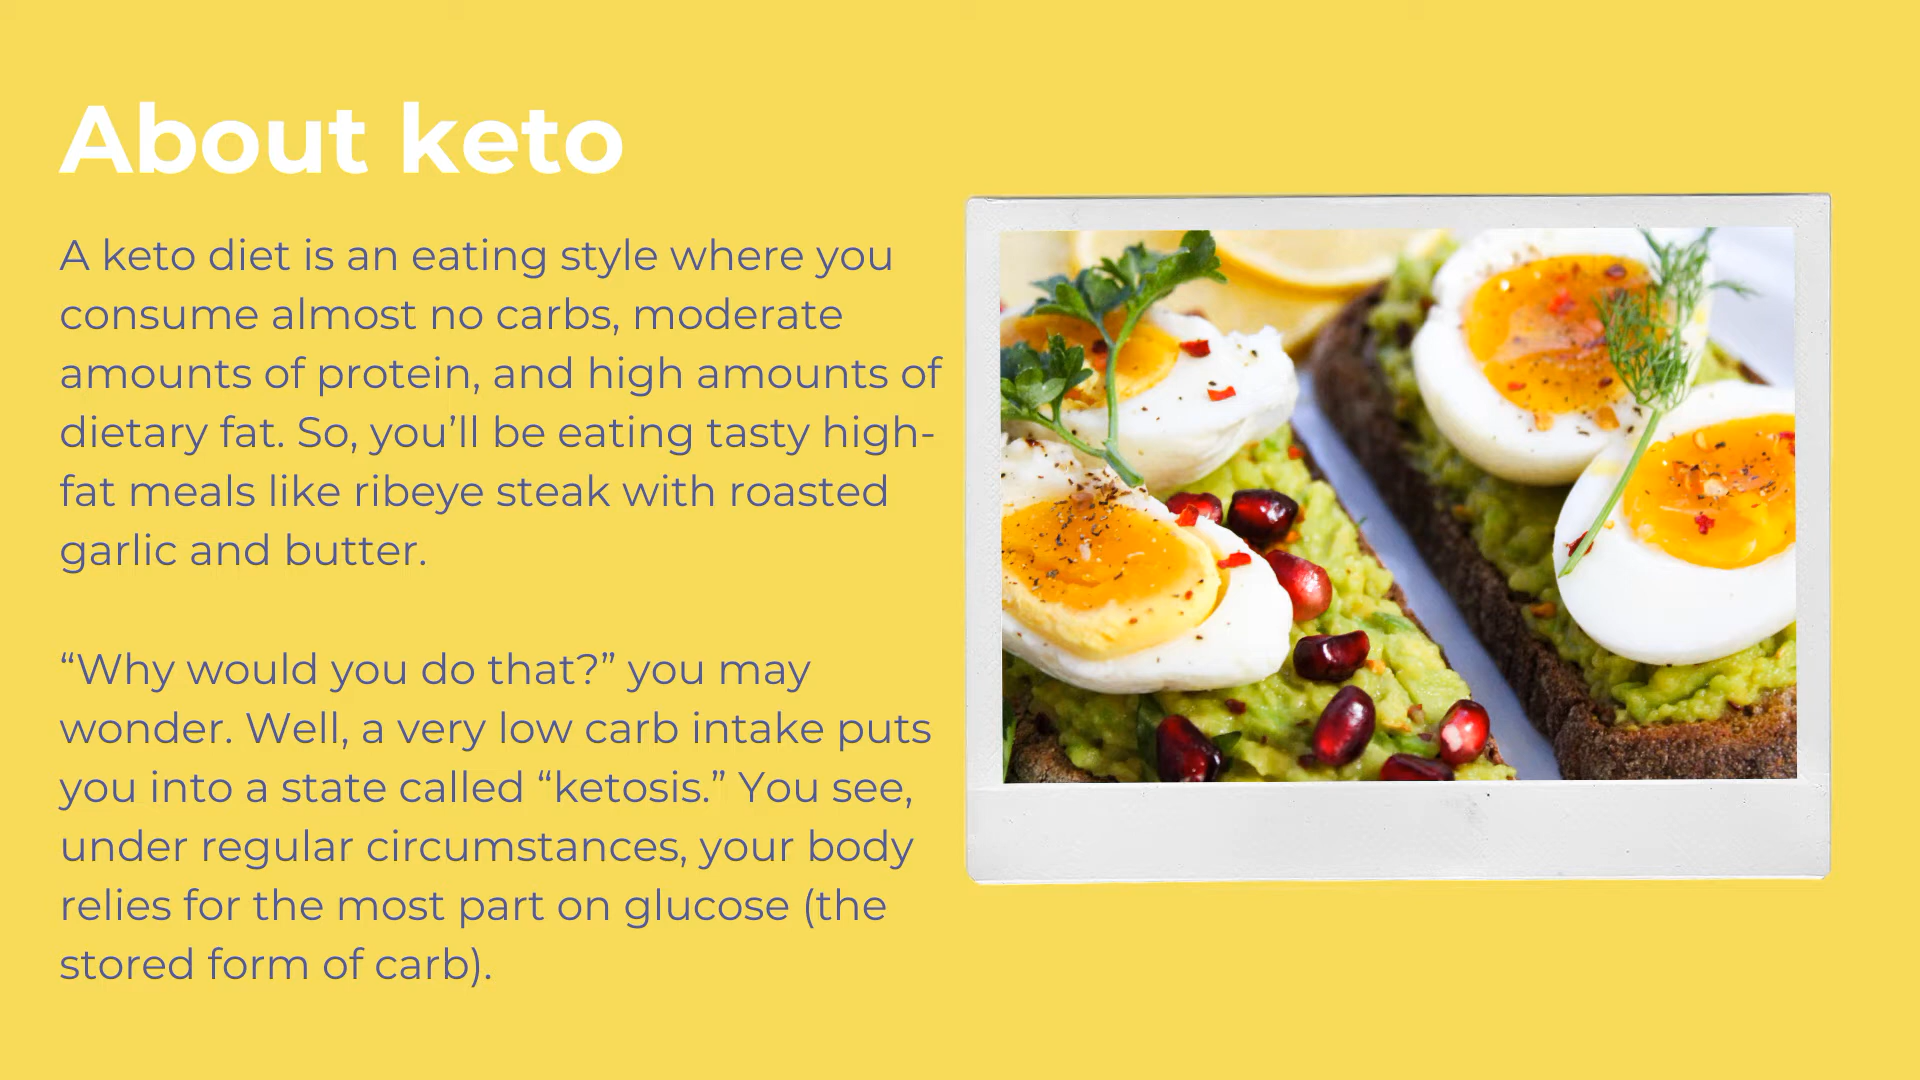 About keto
A keto diet is an eating style where you
consume almost no carbs, moderate
amounts of protein, and high amounts of
dietary fat. So, you’ll be eating tasty high-
fat meals like ribeye steak with roasted
garlic and butter.
“Why would you do that?” you may
wonder. Well, a very low carb intake puts
you into a state called “ketosis.” You see,
under regular circumstances, your body
relies for the most part on glucose (the
stored form of carb).